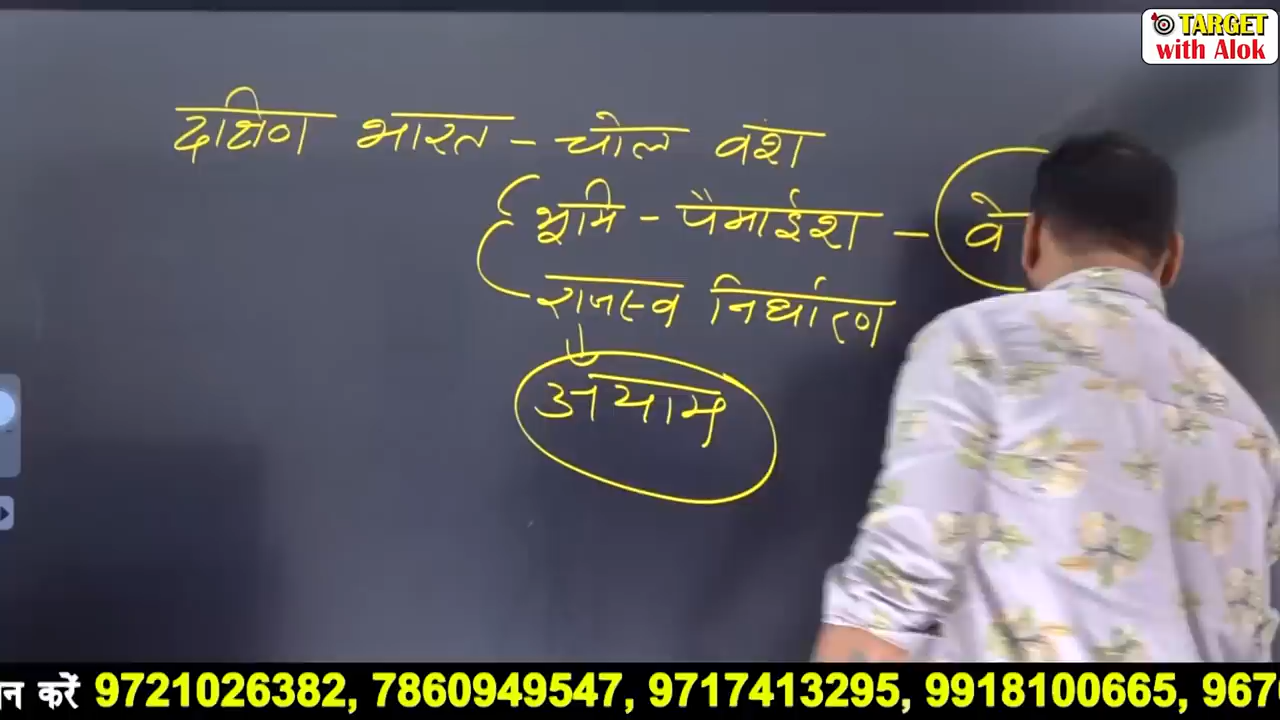 TARGET
with Alok
दक्षिण भारत - चोल वंश
भूमि - पैमाईश - वे
राजस्व निर्धारण
अयाम
न करें 9721026382, 7860949547, 9717413295, 9918100665, 967